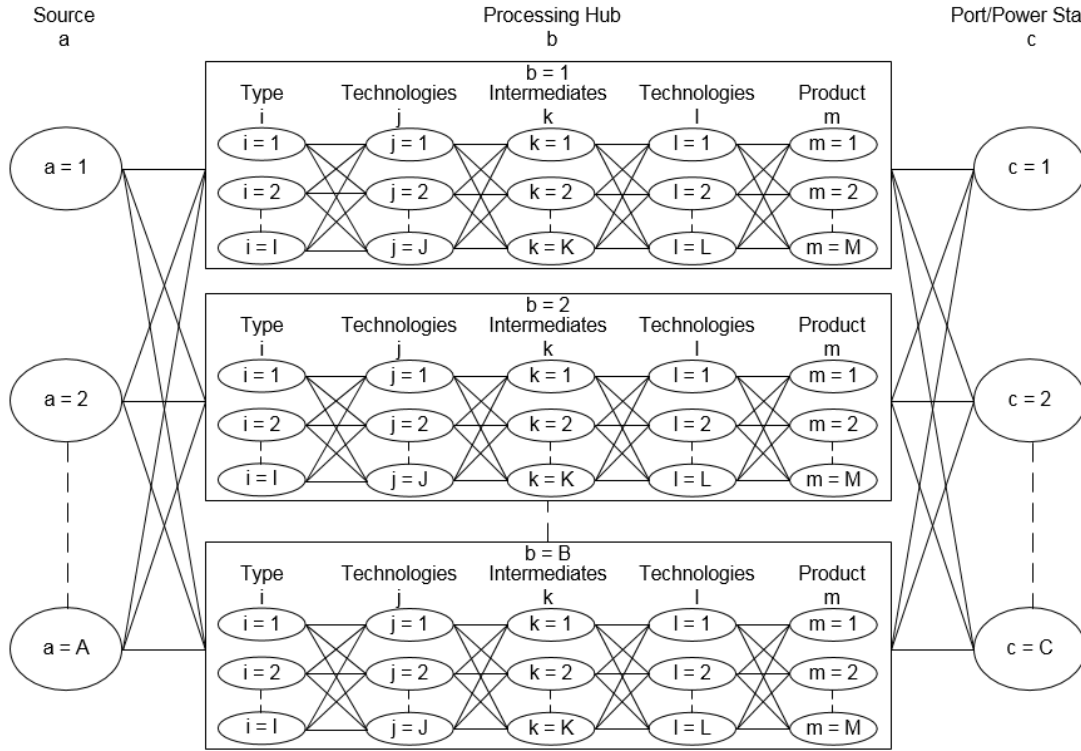 Source
a
Processing Hub
b
Port/Power Sta
c
a = 1
a = 2
a = A
b = 1
Type
i
Technologies
j
Intermediates
k
Technologies
l
Product
m
i = 1
j = 1
k = 1
l = 1
m = 1
i = 2
j = 2
k = 2
l = 2
m = 2
i = I
j = J
k = K
l = L
m = M
b = 2
Type
i
Technologies
j
Intermediates
k
Technologies
l
Product
m
i = 1
j = 1
k = 1
l = 1
m = 1
i = 2
j = 2
k = 2
l = 2
m = 2
i = I
j = J
k = K
l = L
m = M
b = B
Type
i
Technologies
j
Intermediates
k
Technologies
l
Product
m
i = 1
j = 1
k = 1
l = 1
m = 1
i = 2
j = 2
k = 2
l = 2
m = 2
i = I
j = J
k = K
l = L
m = M
c = 1
c = 2
c = C